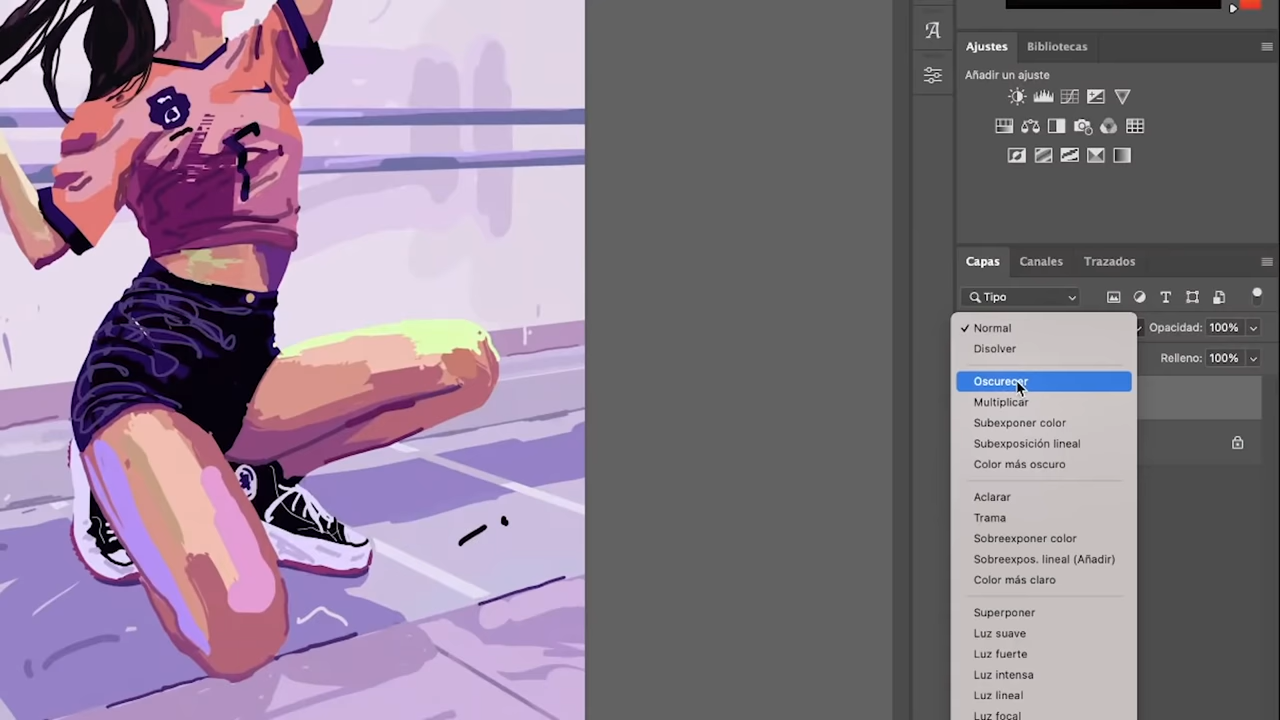 Ajustes Bibliotecas
Añadir un ajuste
Capas Canales Trazados
Tipo
Normal
Opacidad: 100%
Disolver
Relleno: 100%
Oscurecer
Multiplicar
Subexponer color
Subexposición lineal
Color más oscuro
Aclarar
Trama
Sobreexponer color
Sobreexpos. lineal (Añadir)
Color más claro
Superponer
Luz suave
Luz fuerte
Luz intensa
Luz lineal
Luz focal